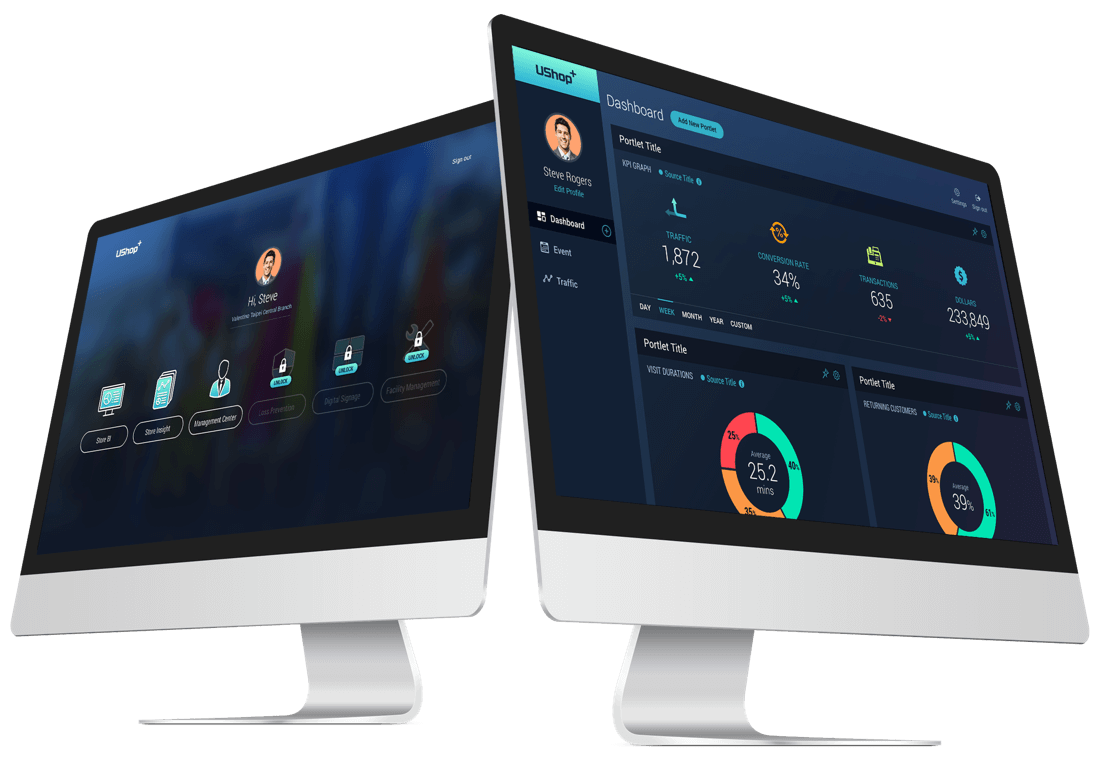 UShop+
Sign out
Hi, Steve
Valentino Taipei Central Branch
Store BI
Store Insight
Management Center
UNLOCK
Loss Prevention
UNLOCK
Digital Signage
UNLOCK
Facility Management
UShop+
Steve Rogers
Edit Profile
Dashboard
Event
Traffic
Dashboard
Add New Portlet
Settings
Sign out
Portlet Title
KPI GRAPH
Source Title
TRAFFIC
1,872
+5%
CONVERSION RATE
34%
+5%
TRANSACTIONS
635
-2%
DOLLARS
233,849
+5%
DAY
WEEK
MONTH
YEAR
CUSTOM
Portlet Title
VISIT DURATIONS
Source Title
25%
40%
35%
Average
25.2
mins
Portlet Title
RETURNING CUSTOMERS
Source Title
39%
61%
Average
39%